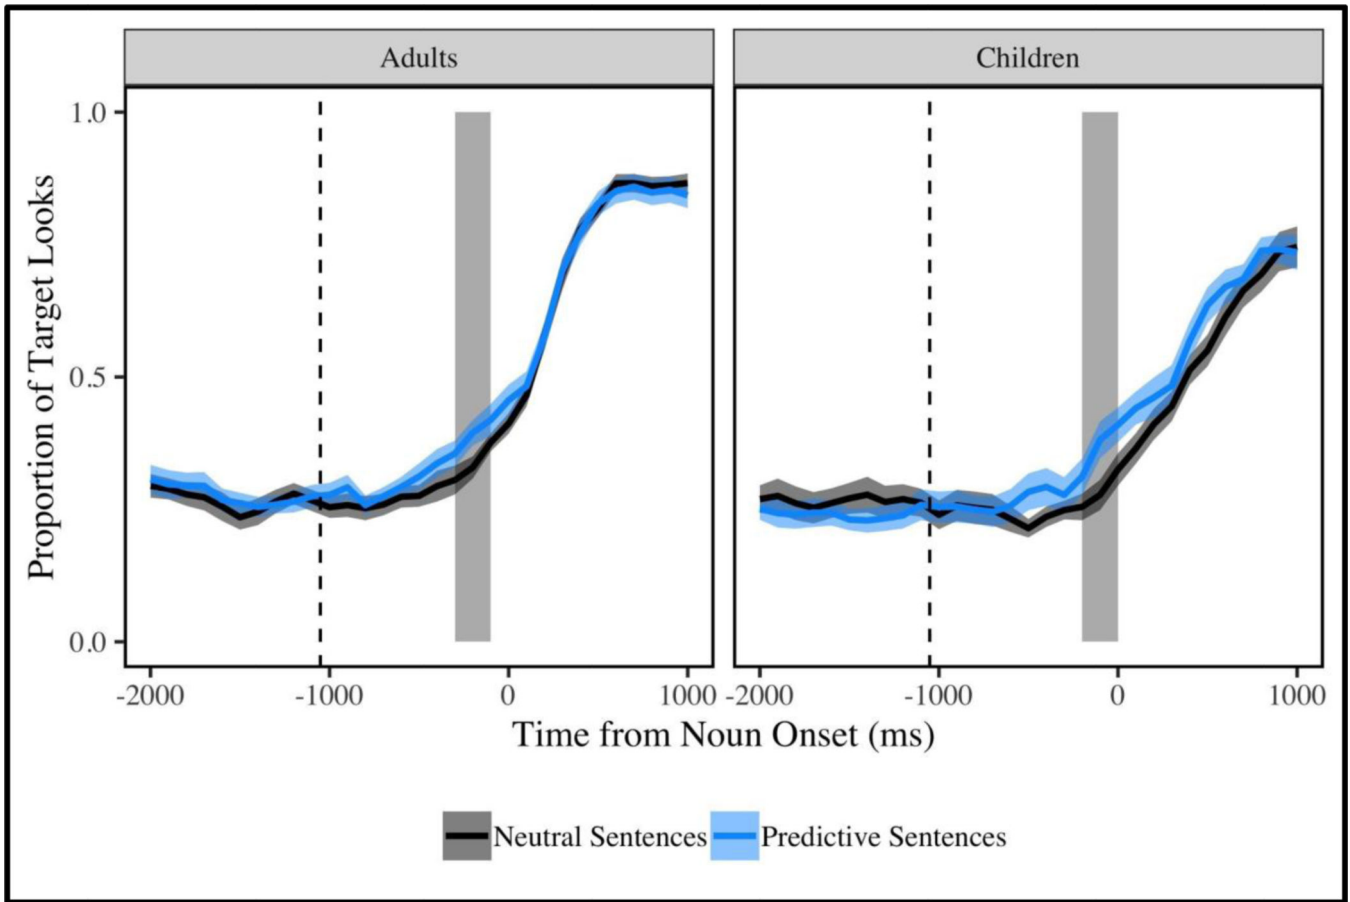 Adults
Children
Proportion of Target Looks
1.0
0.5
0.0
-2000 -1000 0 1000 -2000 -1000 0 1000
Time from Noun Onset (ms)
Neutral Sentences Predictive Sentences